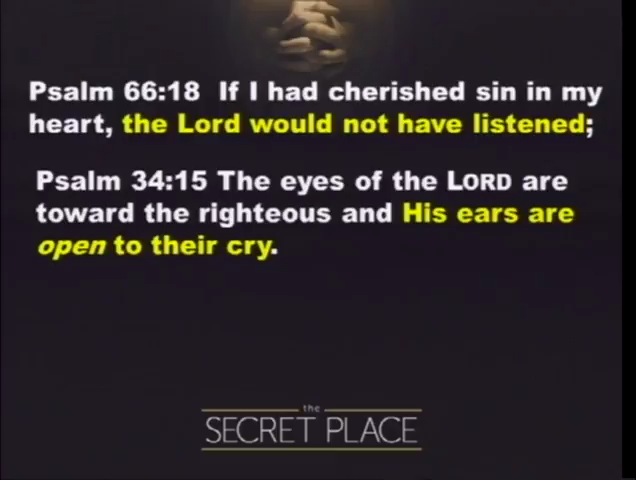 Psalm 66:18 If I had cherished sin in my
heart, the Lord would not have listened;
Psalm 34:15 The eyes of the LORD are
toward the righteous and His ears are
open to their cry.
the
SECRET PLACE